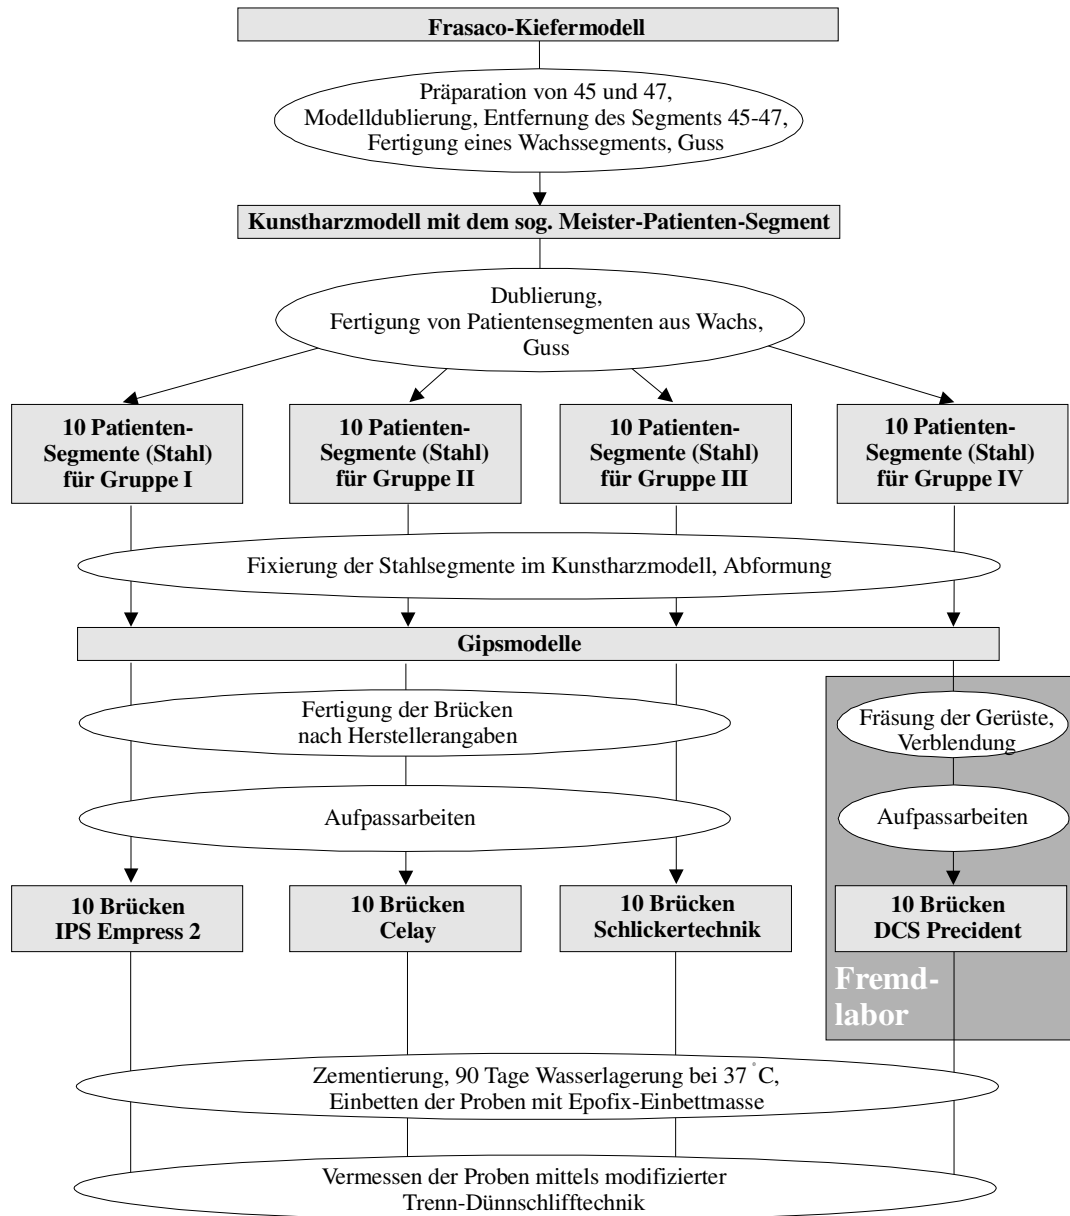 Frasaco-Kiefermodell
Präparation von 45 und 47,
Modelldublierung, Entfernung des Segments 45-47,
Fertigung eines Wachssegments, Guss
Kunstharzmodell mit dem sog. Meister-Patienten-Segment
Dublierung,
Fertigung von Patientensegmenten aus Wachs,
Guss
10 Patienten-
Segmente (Stahl)
für Gruppe I
10 Patienten-
Segmente (Stahl)
für Gruppe II
10 Patienten-
Segmente (Stahl)
für Gruppe III
10 Patienten-
Segmente (Stahl)
für Gruppe IV
Fixierung der Stahlsegmente im Kunstharzmodell, Abformung
Gipsmodelle
Fertigung der Brücken
nach Herstellerangaben
Fräsung der Gerüste,
Verblendung
Aufpassarbeiten
Aufpassarbeiten
10 Brücken
IPS Empress 2
10 Brücken
Celay
10 Brücken
Schlickertechnik
10 Brücken
DCS Precident
Fremd-
labor
Zementierung, 90 Tage Wasserlagerung bei 37 °C,
Einbetten der Proben mit Epofix-Einbettmasse
Vermessen der Proben mittels modifizierter
Trenn-Dünnschlifftechnik